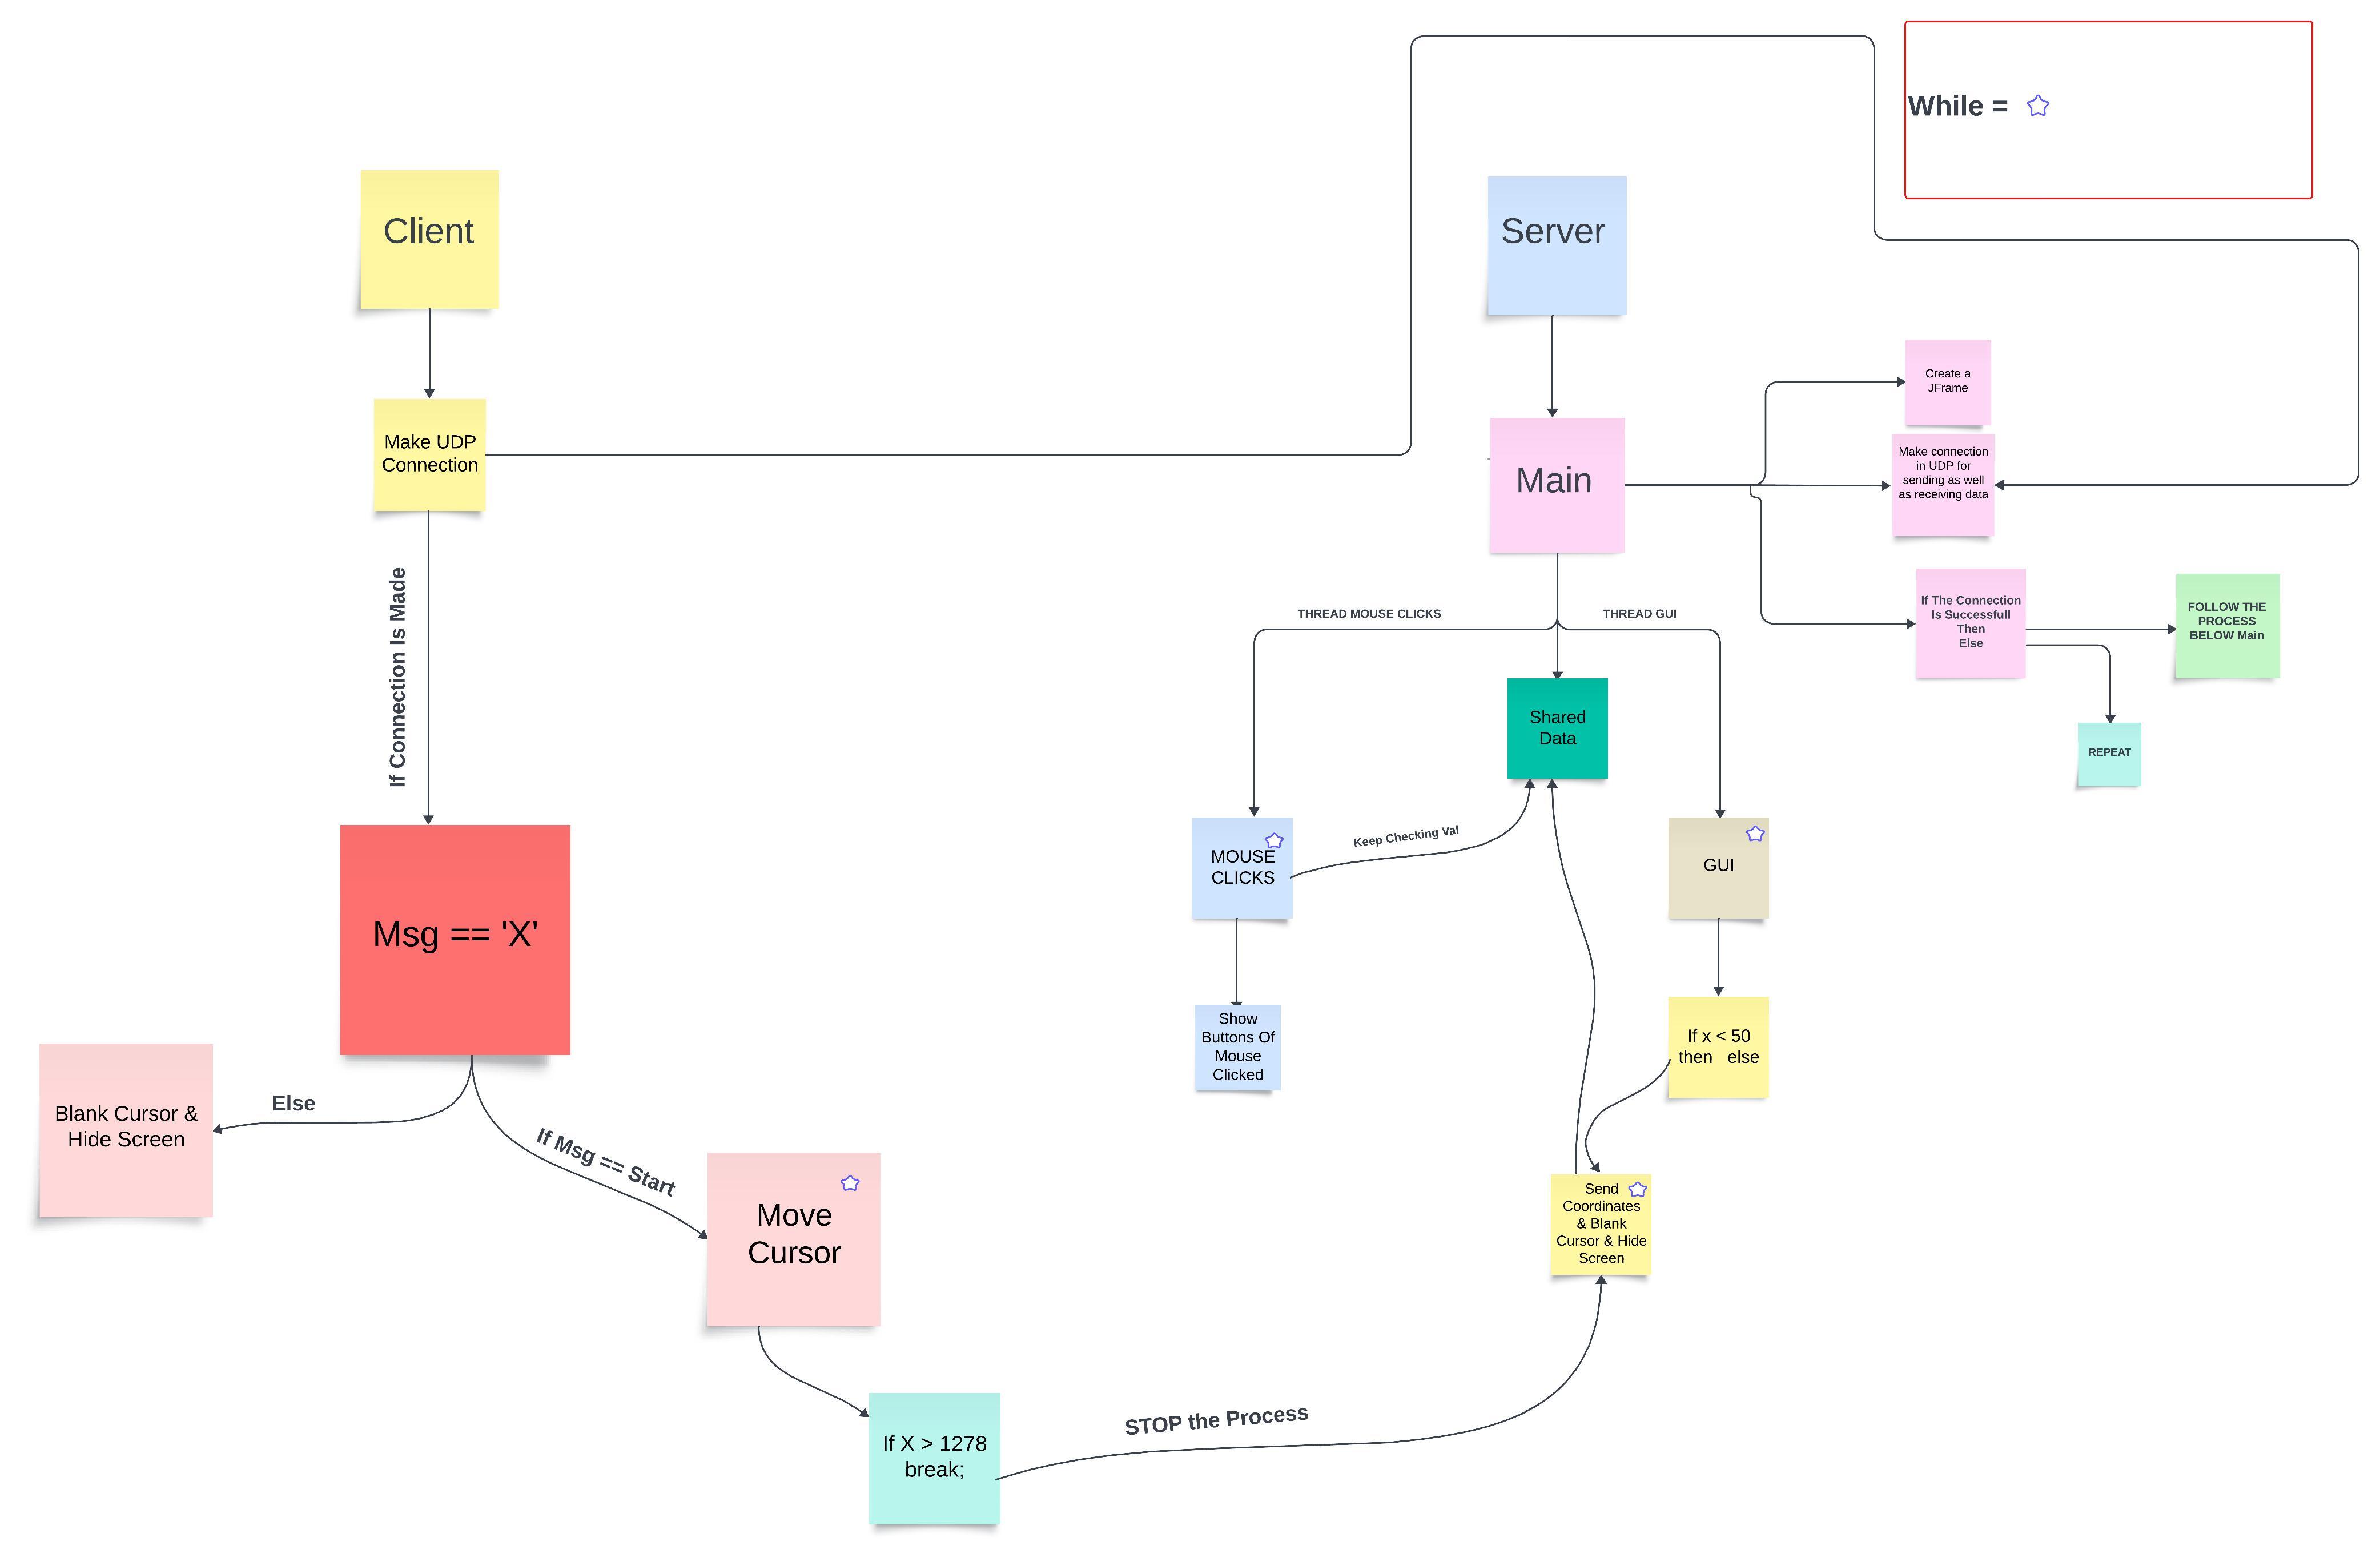 While =
Client
Server
Create a
JFrame
Make UDP
Connection
Main
Make connection
in UDP for
sending as well
as receiving data
If Connection Is Made
THREAD MOUSE CLICKS
THREAD GUI
If The Connection
Is Successfull
Then
Else
FOLLOW THE
PROCESS
BELOW Main
Shared
Data
REPEAT
Keep Checking Val
MOUSE
CLICKS
GUI
Msg == 'X'
Show
Buttons Of
Mouse
Clicked
If x < 50
then else
Else
Blank Cursor &
Hide Screen
If Msg == Start
Move
Cursor
Send
Coordinates
& Blank
Cursor & Hide
Screen
STOP the Process
If X > 1278
break;